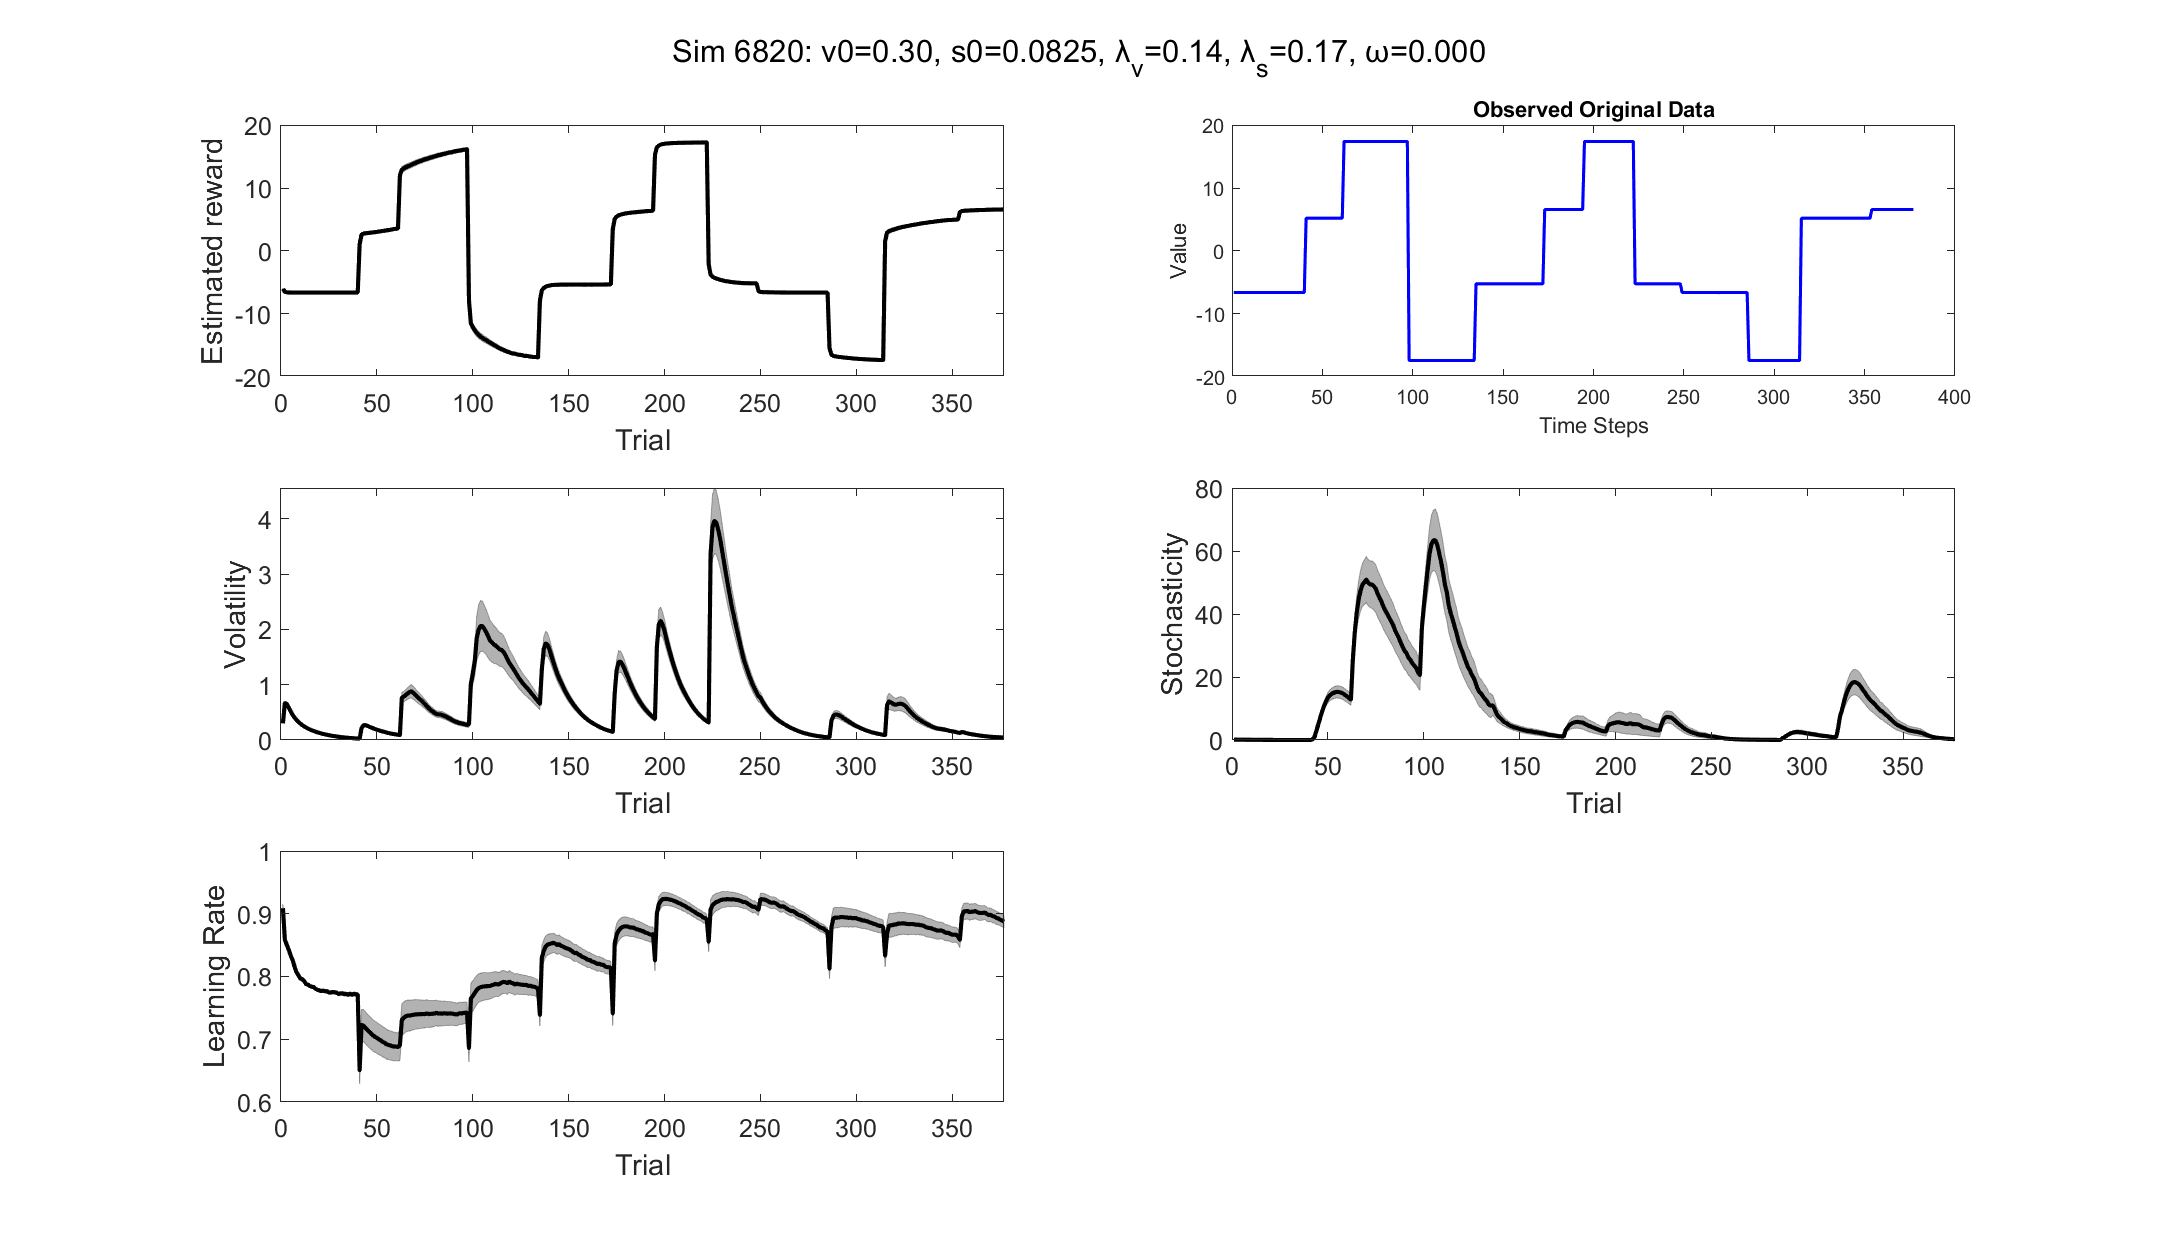 Sim 6820: v0=0.30, s0=0.0825, λv=0.14, λs=0.17, ω=0.000
Estimated reward
20
10
0
-10
-20
0 50 100 150 200 250 300 350
Trial
Observed Original Data
Value
20
10
0
-10
-20
0 50 100 150 200 250 300 350 400
Time Steps
Volatility
4
3
2
1
0
0 50 100 150 200 250 300 350
Trial
Stochasticity
80
60
40
20
0
0 50 100 150 200 250 300 350
Trial
Learning Rate
1
0.9
0.8
0.7
0.6
0 50 100 150 200 250 300 350
Trial